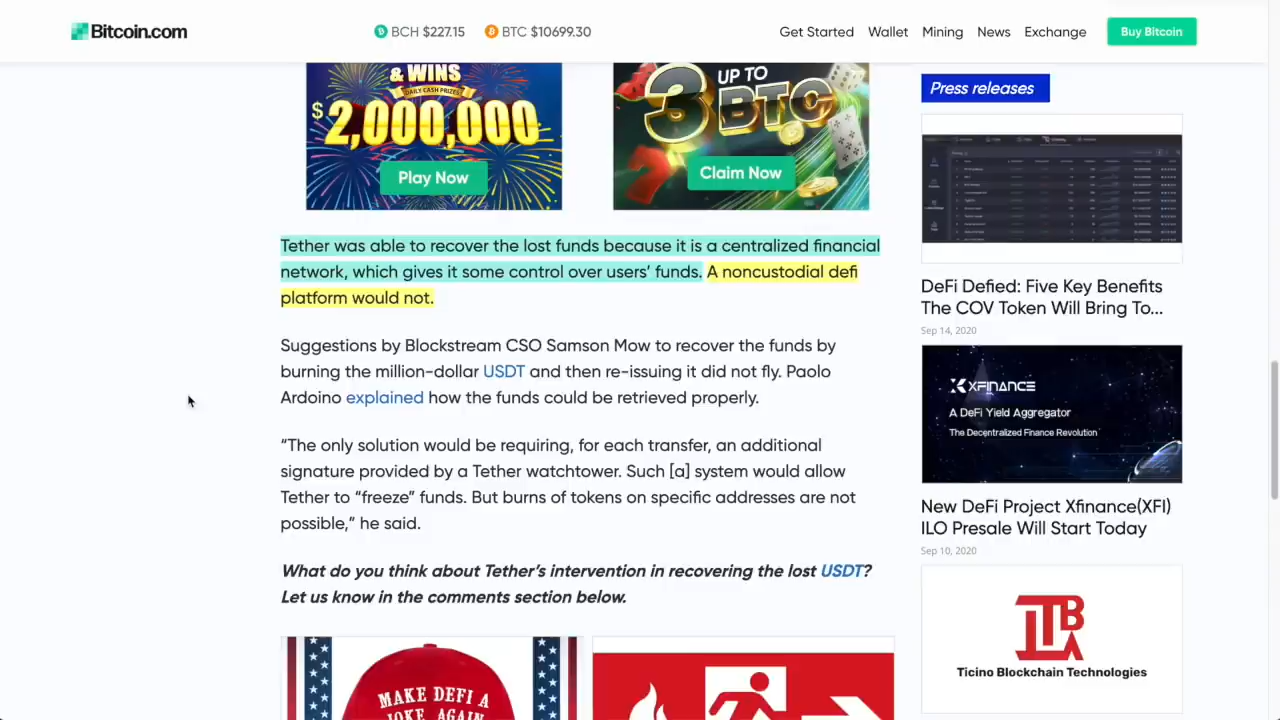 Bitcoin.com
BCH $227.15
BTC $10699.30
Get Started
Wallet
Mining
News
Exchange
Buy Bitcoin
& WINS
DAILY CASH PRIZES
$2,000,000
Play Now
UP TO
3 BTC
Claim Now
Tether was able to recover the lost funds because it is a centralized financial
network, which gives it some control over users’ funds. A noncustodial defi
platform would not.
Suggestions by Blockstream CSO Samson Mow to recover the funds by
burning the million-dollar USDT and then re-issuing it did not fly. Paolo
Ardoino explained how the funds could be retrieved properly.
“The only solution would be requiring, for each transfer, an additional
signature provided by a Tether watchtower. Such [a] system would allow
Tether to “freeze” funds. But burns of tokens on specific addresses are not
possible,” he said.
What do you think about Tether’s intervention in recovering the lost USDT?
Let us know in the comments section below.
MAKE DEFI A
JOKE AGAIN
Press releases
DeFi Defied: Five Key Benefits
The COV Token Will Bring To...
Sep 14, 2020
XFINANCE
A DeFi Yield Aggregator
The Decentralized Finance Revolution
New DeFi Project Xfinance(XFI)
ILO Presale Will Start Today
Sep 10, 2020
Ticino Blockchain Technologies